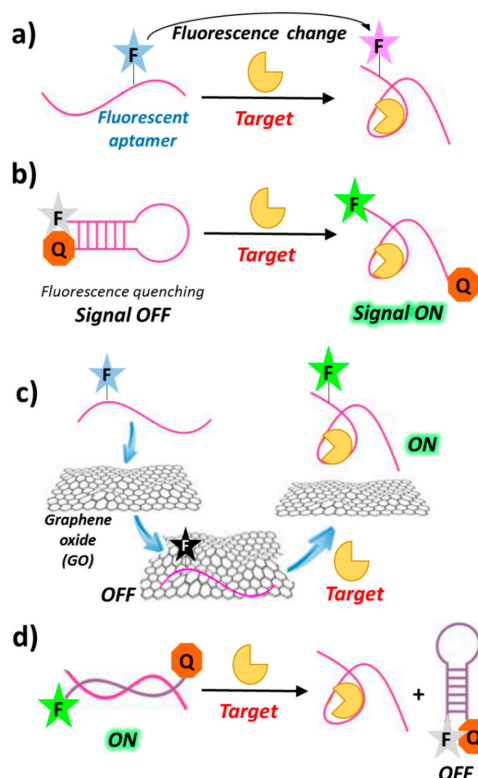 a)
F
Fluorescence change
F
Fluorescent
aptamer
Target
b)
F
Q
Target
F
Q
Fluorescence quenching
Signal OFF
Signal ON
c)
F
F
ON
Graphene
oxide
(GO)
F
OFF
Target
d)
Q
F
Target
+
ON
F
Q
OFF